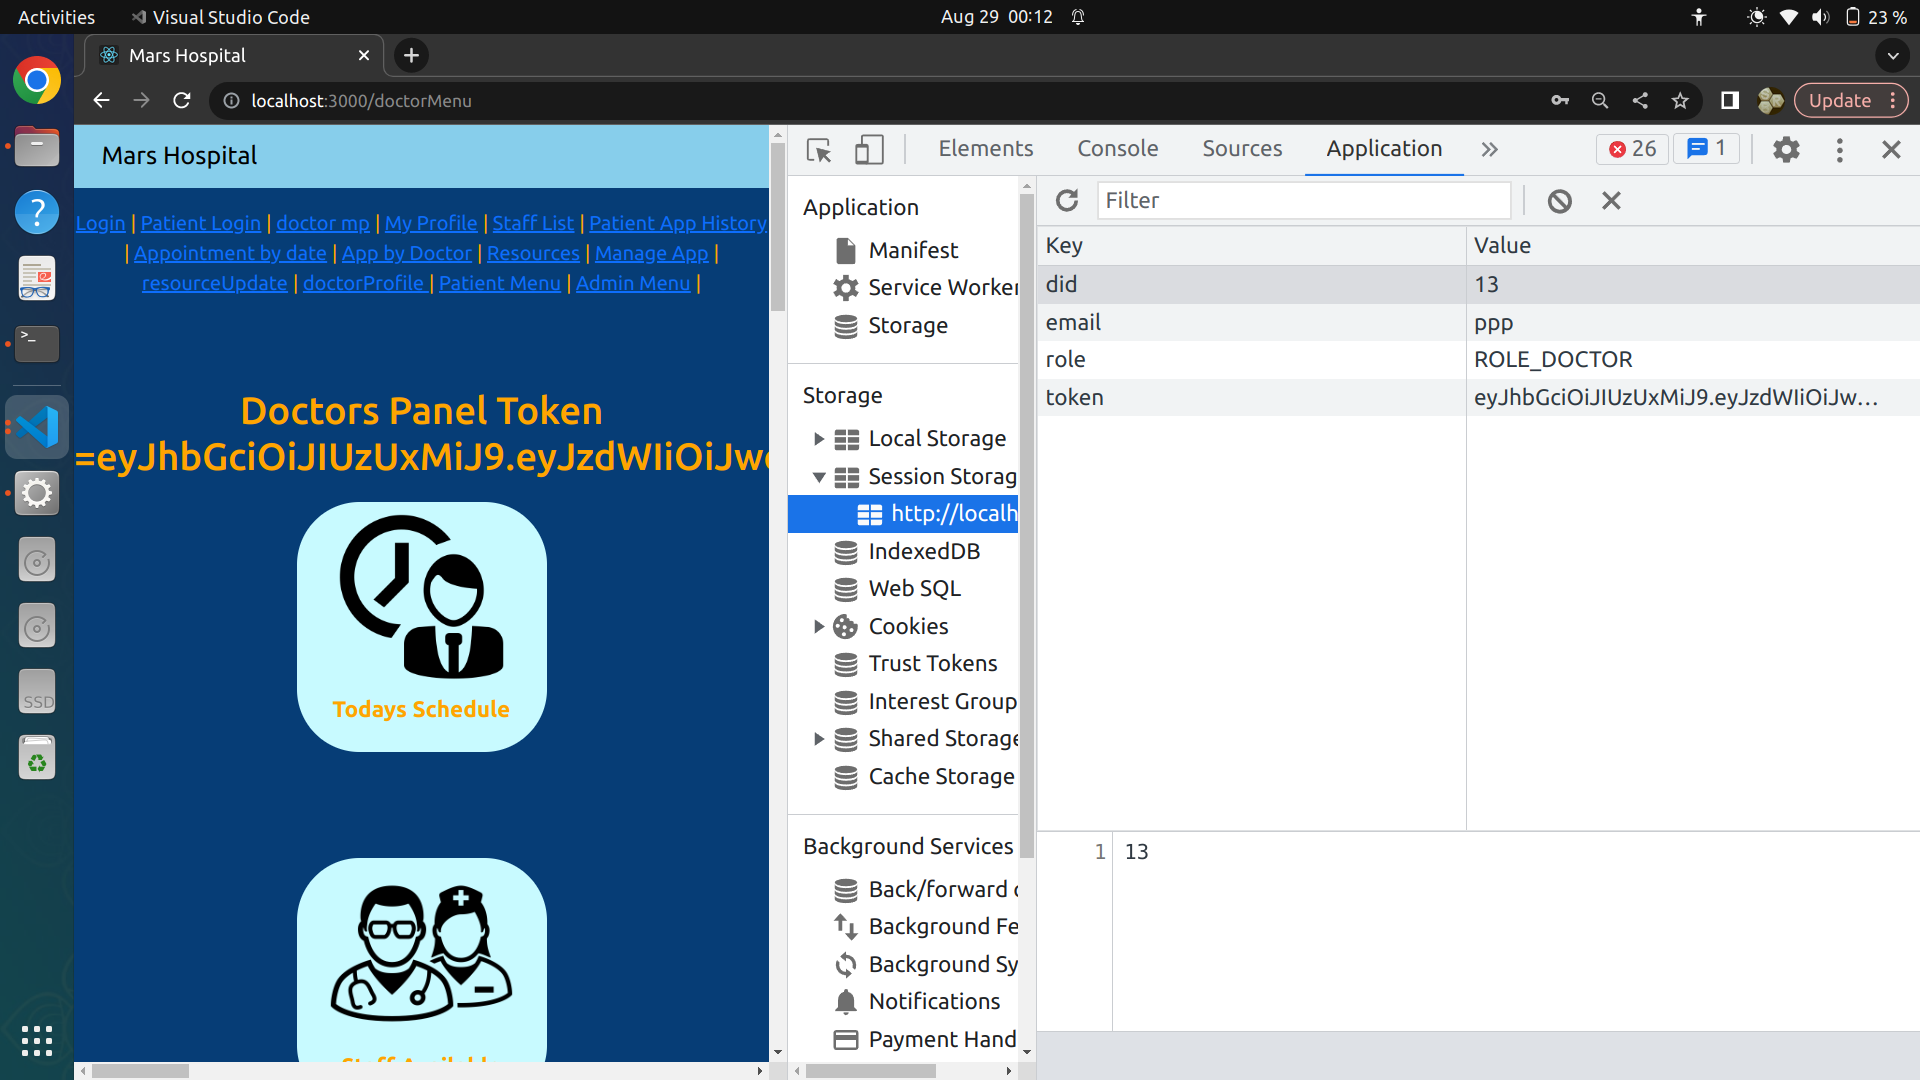 Activities
Visual Studio Code
Aug 29 00:12
23 %
Mars Hospital
localhost:3000/doctorMenu
Update
Mars Hospital
Login | Patient Login | doctor mp | My Profile | Staff List | Patient App History
| Appointment by date | App by Doctor | Resources | Manage App |
resourceUpdate | doctorProfile | Patient Menu | Admin Menu |
Doctors Panel Token
=eyJhbGciOiJIUzUxMiJ9.eyJzdWIiOiJw
Todays Schedule
Elements
Console
Sources
Application
26
1
Application
Manifest
Service Worker
Storage
Storage
Local Storage
Session Storag
http://localh
IndexedDB
Web SQL
Cookies
Trust Tokens
Interest Group
Shared Storage
Cache Storage
Background Services
Back/forward c
Background Fe
Background Sy
Notifications
Payment Hand
Filter
Key Value
did 13
email ppp
role ROLE_DOCTOR
token eyJhbGciOiJIUzUxMiJ9.eyJzdWIiOiJw…
1 13
SSD